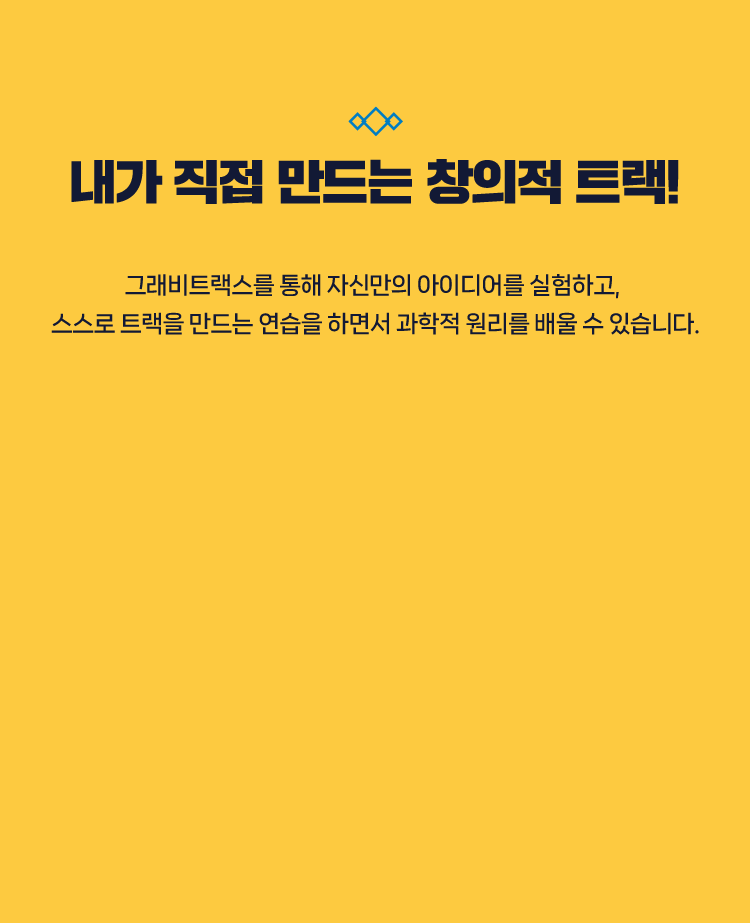 내가 직접 만드는 창의적 트랙!
그래비트랙스를 통해 자신만의 아이디어를 실험하고,
스스로 트랙을 만드는 연습을 하면서 과학적 원리를 배울 수 있습니다.